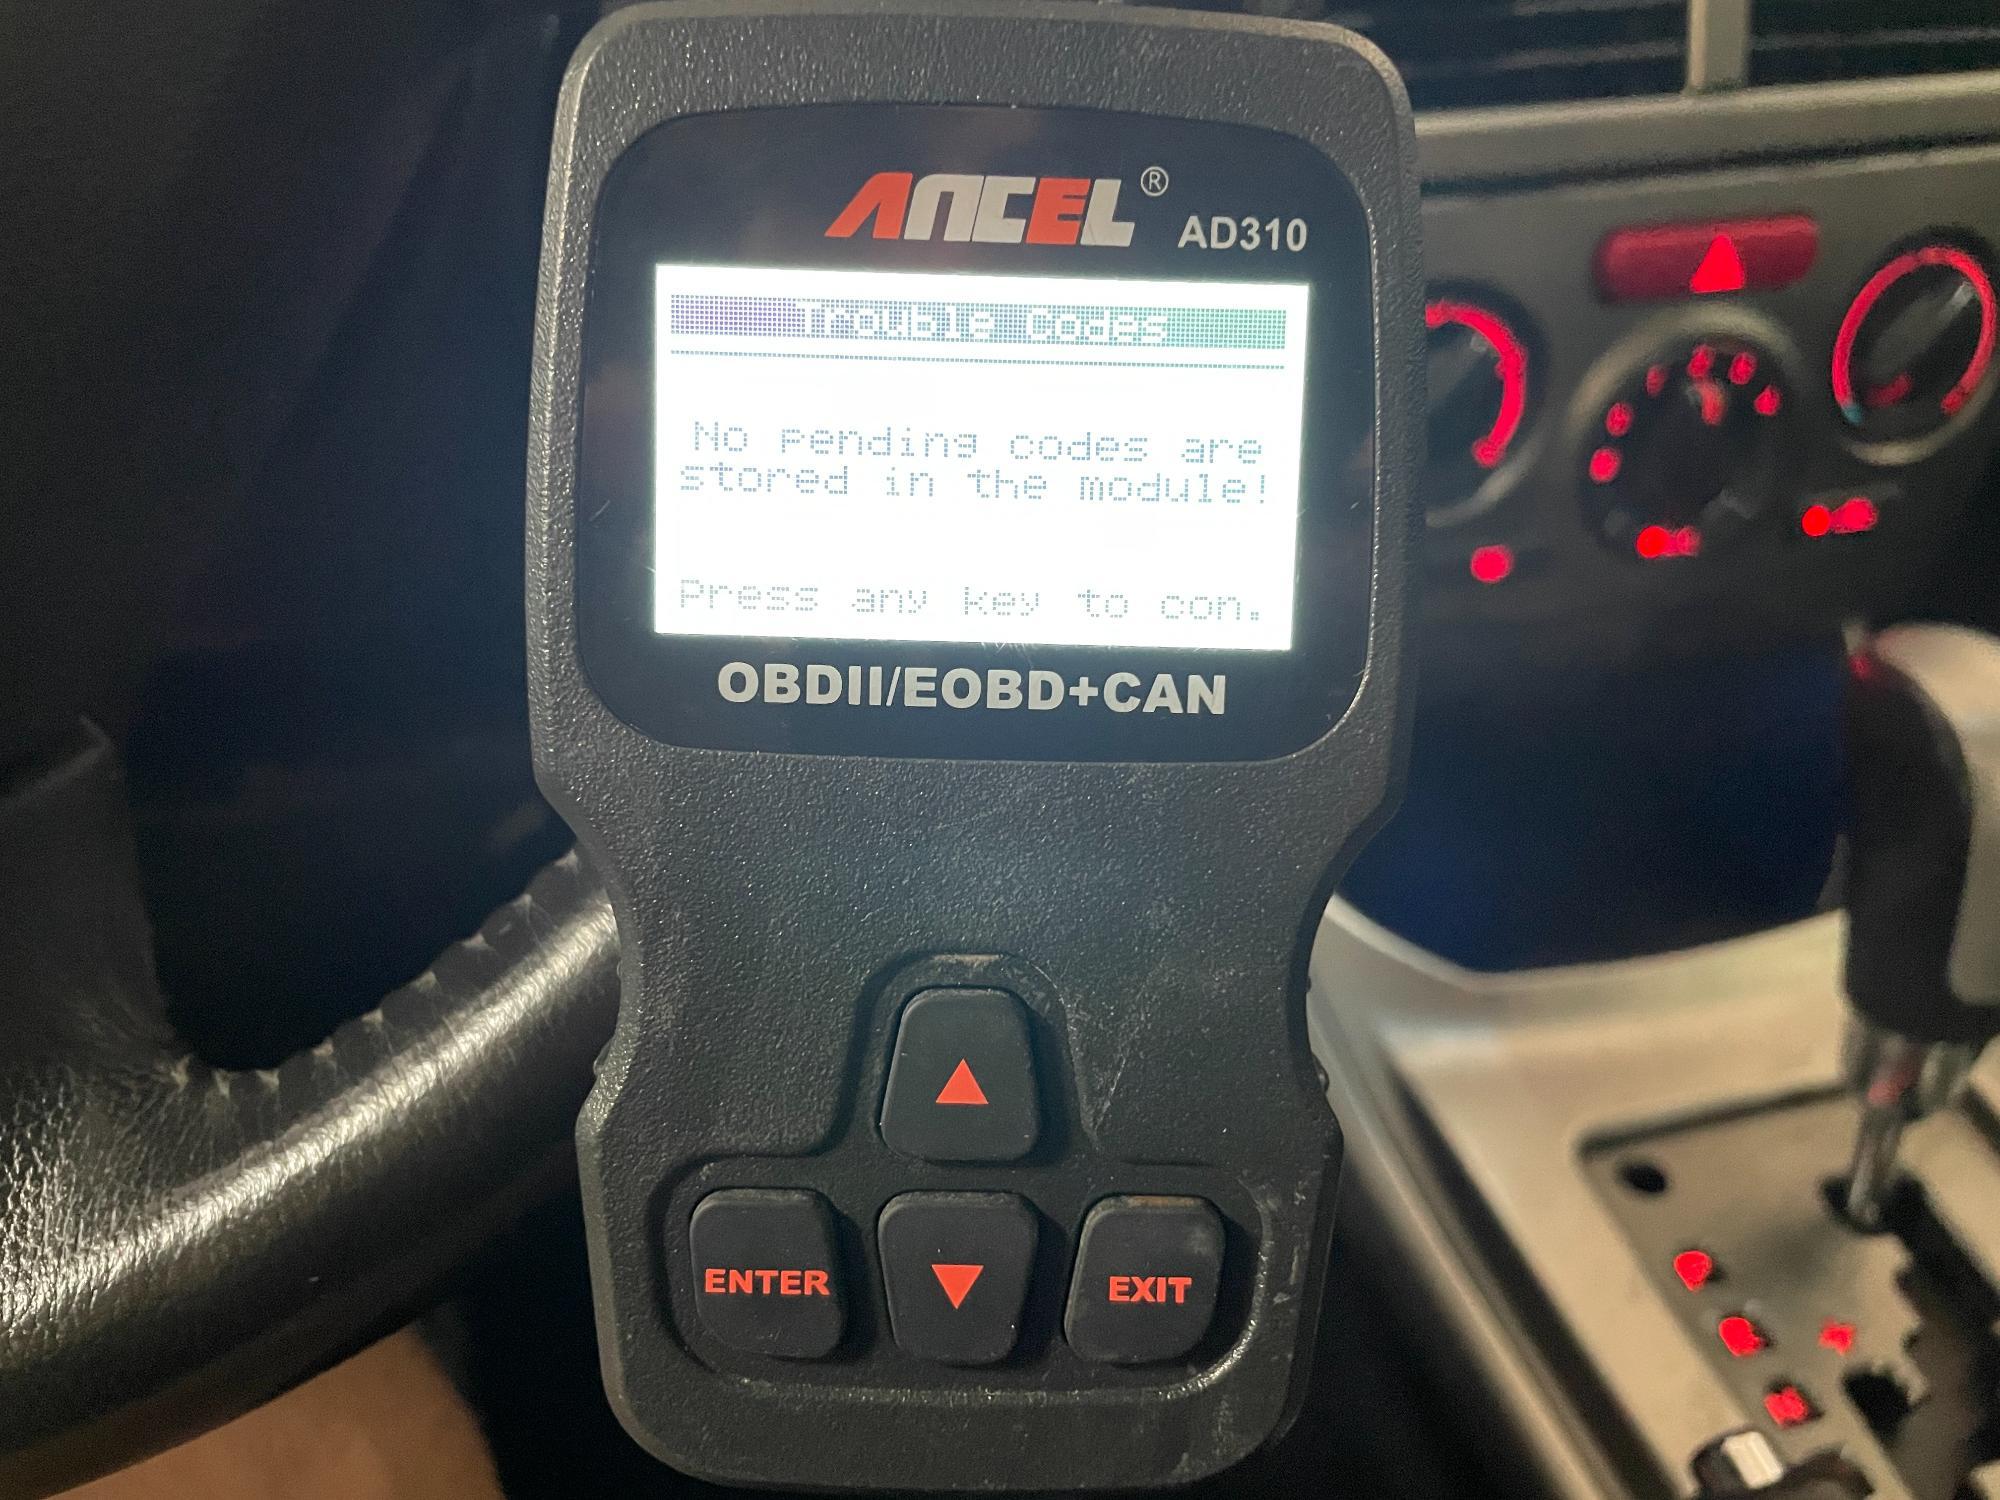 ANCEL®
AD310
Trouble Codes
No pending codes are
stored in the module!
Press any key to con.
OBDII/EOBD+CAN
ENTER
EXIT